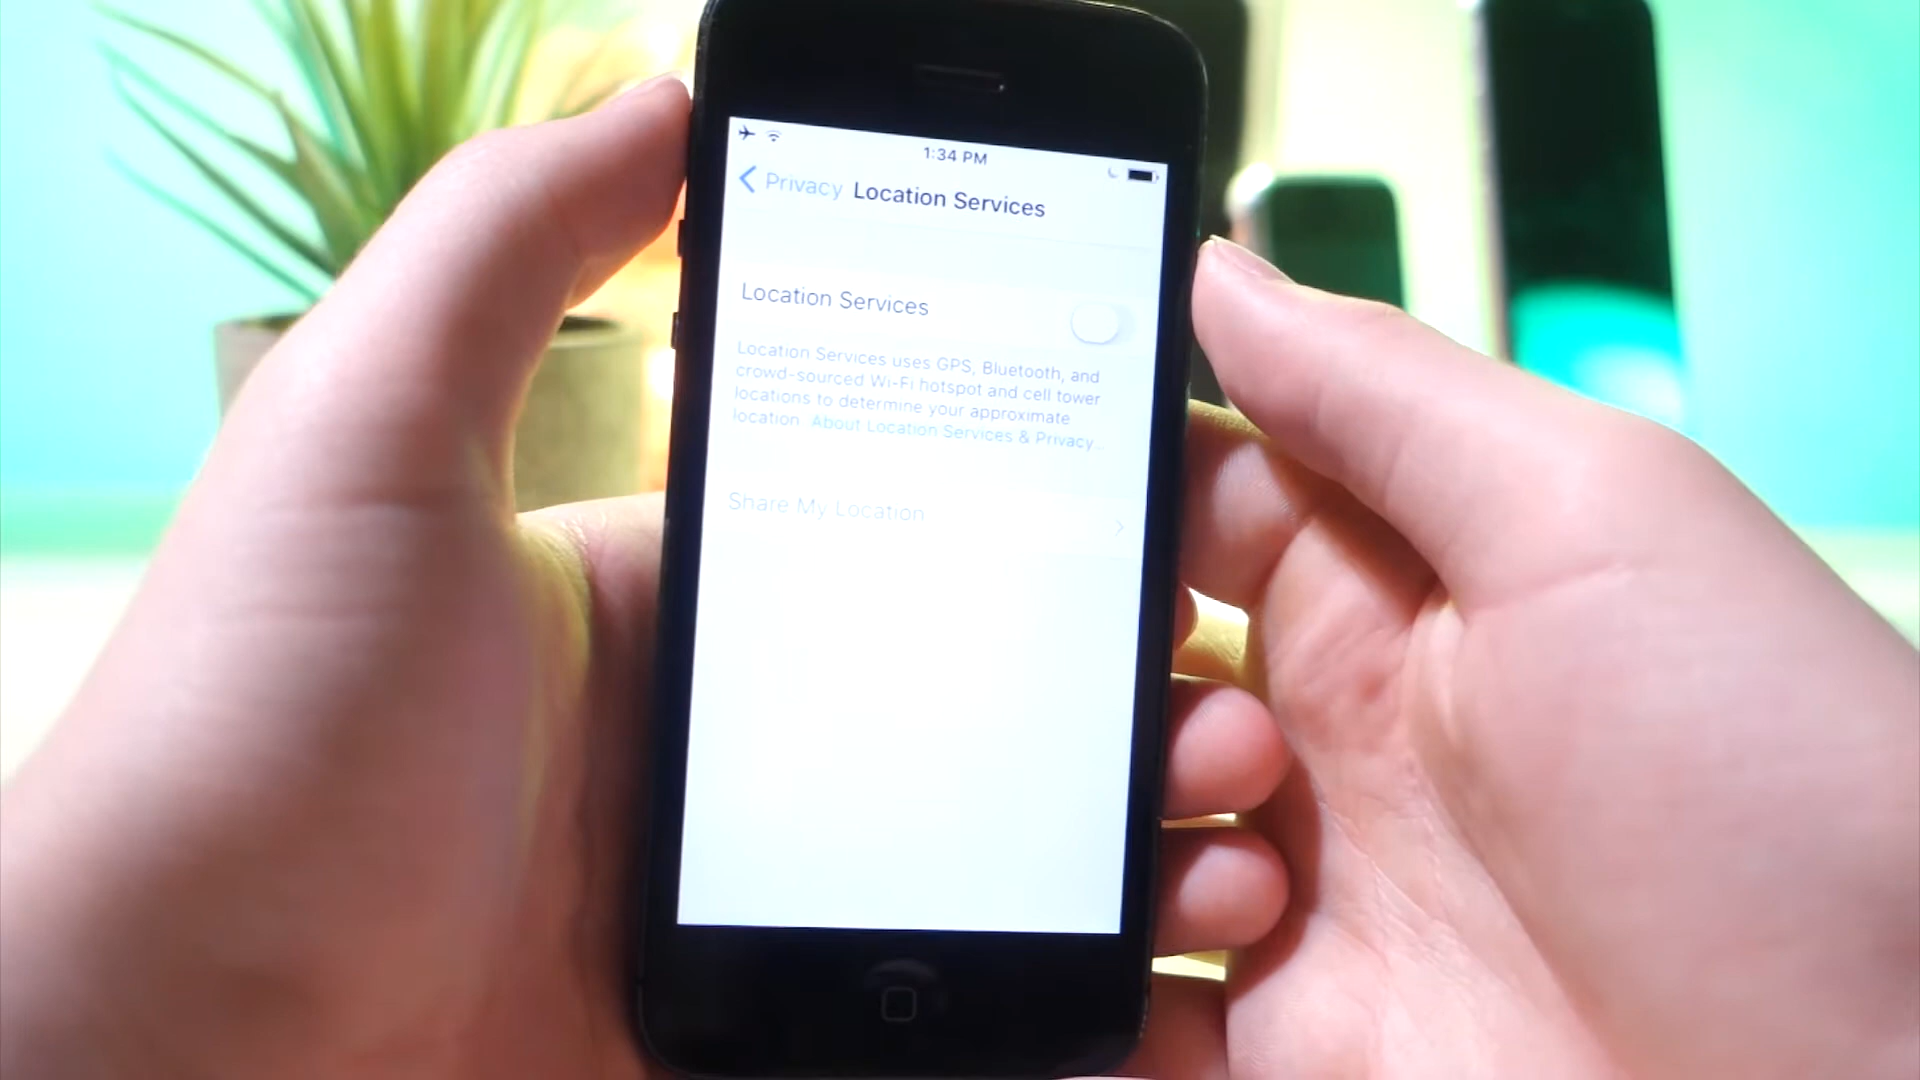 1:34 PM
Privacy Location Services
Location Services
Location Services uses GPS, Bluetooth, and
crowd-sourced Wi-Fi hotspot and cell tower
locations to determine your approximate
location. About Location Services & Privacy...
Share My Location